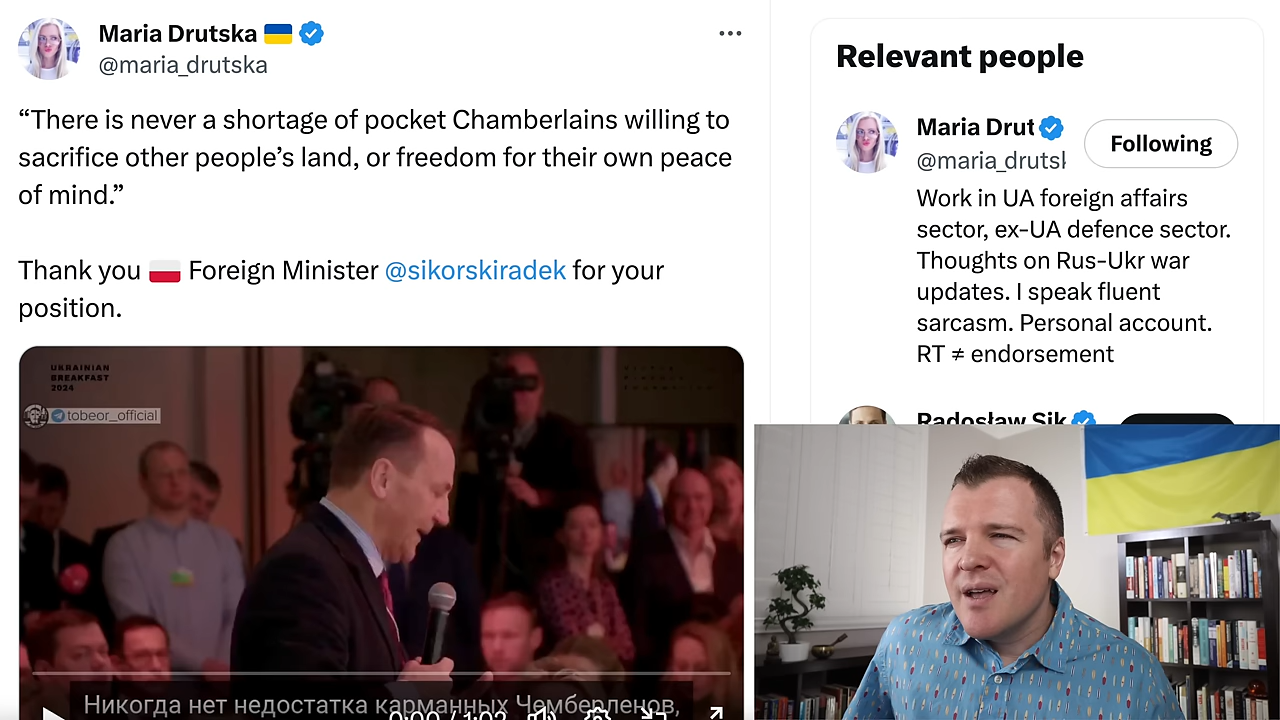 Maria Drutska
@maria_drutska
“There is never a shortage of pocket Chamberlains willing to
sacrifice other people’s land, or freedom for their own peace
of mind.”
Thank you Foreign Minister @sikorskiradek for your
position.
UKRAINIAN
BREAKFAST
2024
tobeor_official
Никогда нет недостатка карманных Чемберленов,
0:00 / 1:02
Relevant people
Maria Drut
@maria_drutsk
Following
Work in UA foreign affairs
sector, ex-UA defence sector.
Thoughts on Rus-Ukr war
updates. I speak fluent
sarcasm. Personal account.
RT ≠ endorsement
Radosław Sik